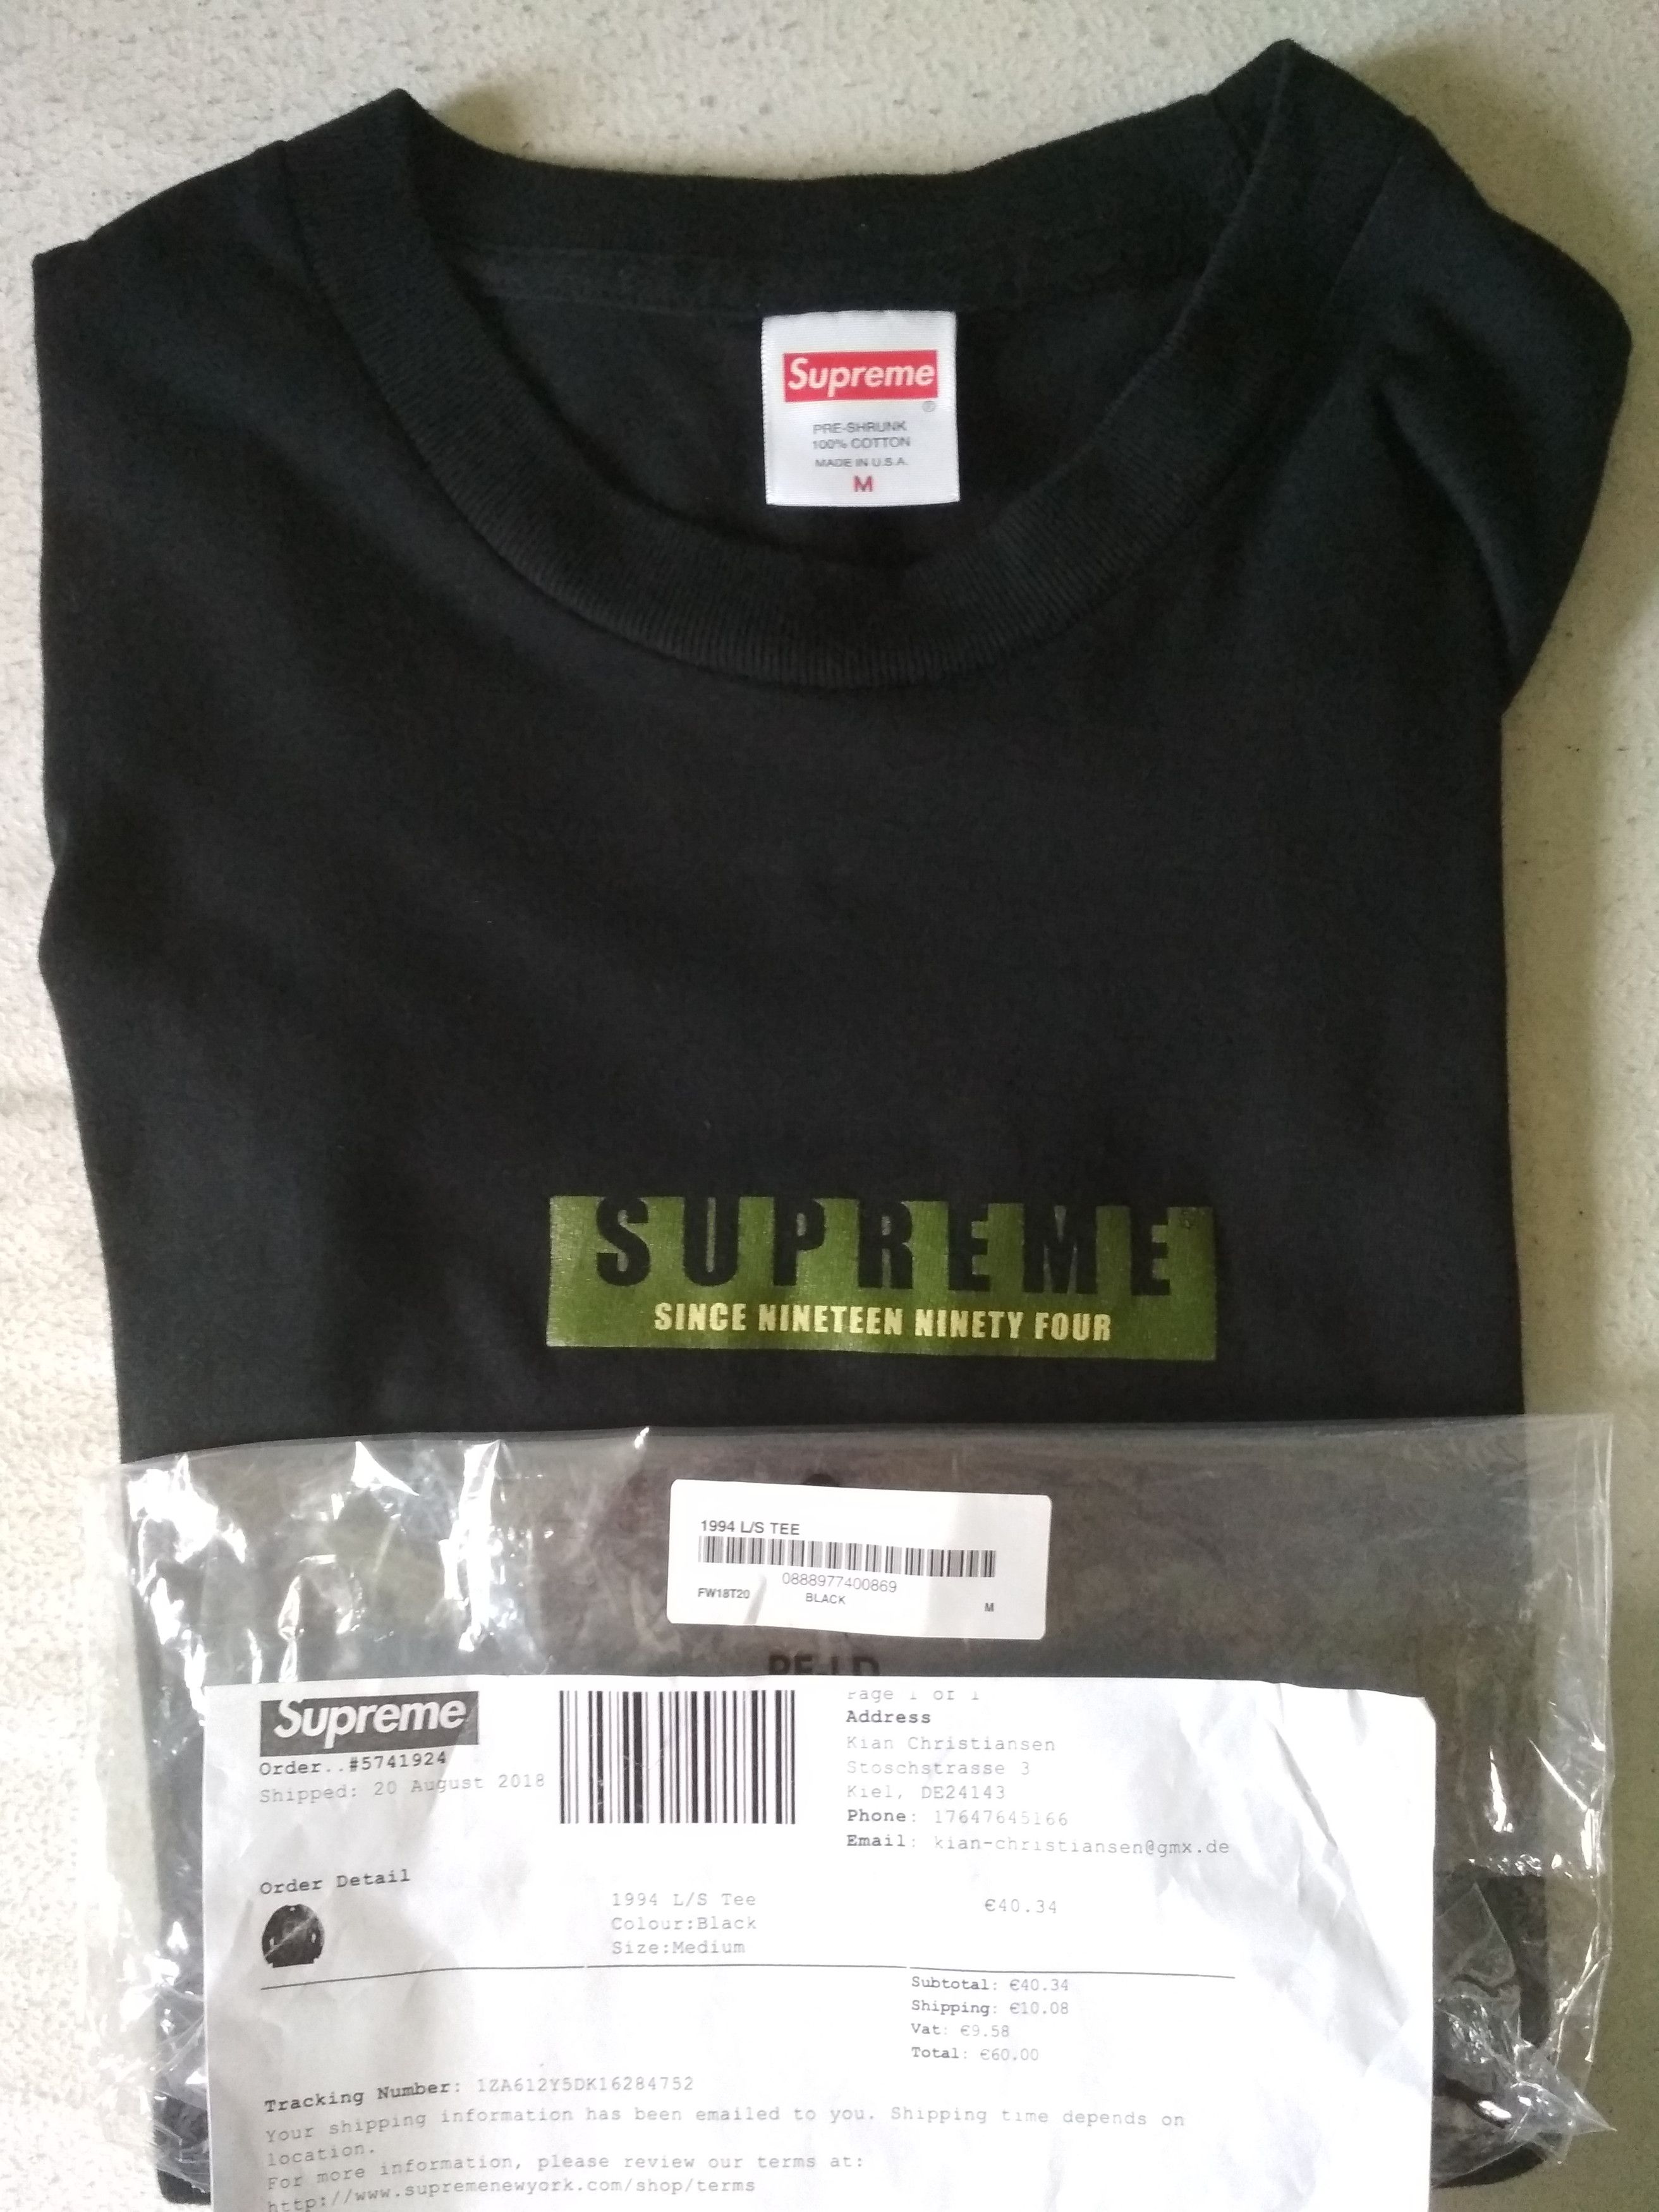 Supreme
®
PRE-SHRUNK
100% COTTON
MADE IN U.S.A.
M
SUPREME
SINCE NINETEEN NINETY FOUR
1994 L/S TEE
0888977400869
FW18T20 BLACK M
Supreme
Order..#5741924
Shipped: 20 August 2018
Page 1 of 1
Address
Kian Christiansen
Stoschstrasse 3
Kiel, DE24143
Phone: 17647645166
Email: kian-christiansen@gmx.de
Order Detail
1994 L/S Tee €40.34
Colour:Black
Size:Medium
Subtotal: €40.34
Shipping: €10.08
Vat: €9.58
Total: €60.00
Tracking Number: 1ZA612Y5DK16284752
Your shipping information has been emailed to you. Shipping time depends on
location.
For more information, please review our terms at:
http://www.supremenewyork.com/shop/terms